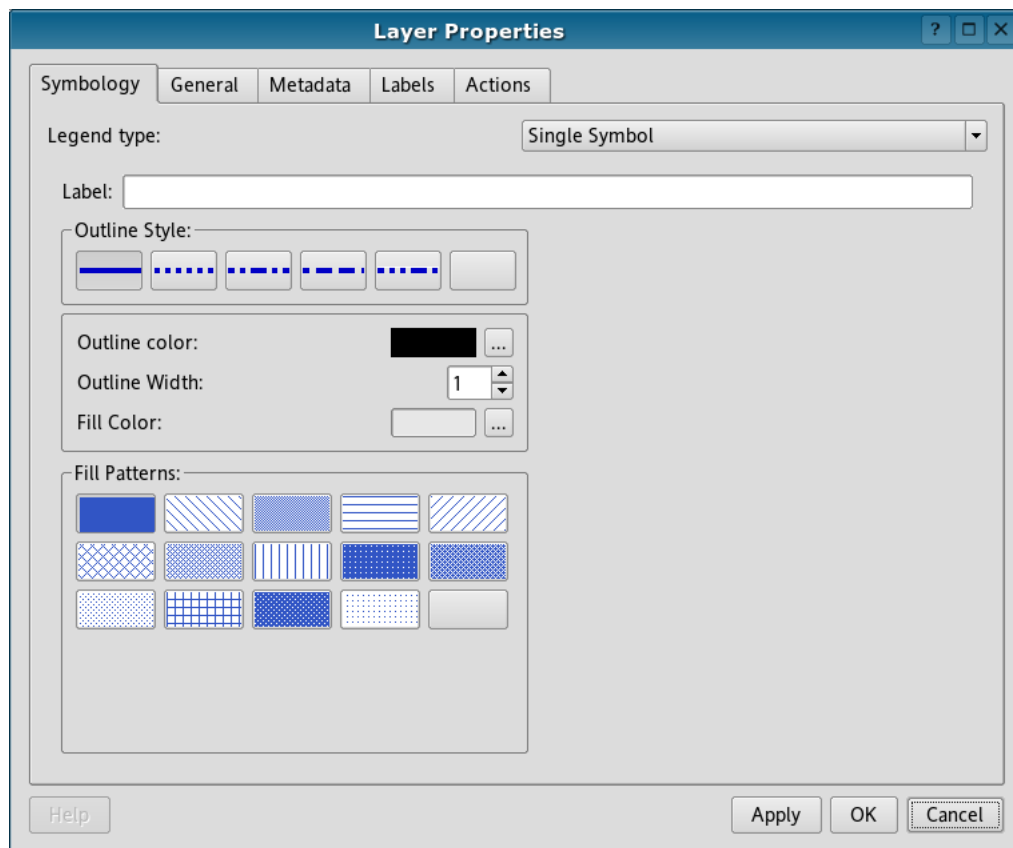 Layer Properties
Symbology General Metadata Labels Actions
Legend type: Single Symbol
Label:
Outline Style:
Outline color: ...
Outline Width: 1
Fill Color: ...
Fill Patterns:
Help Apply OK Cancel